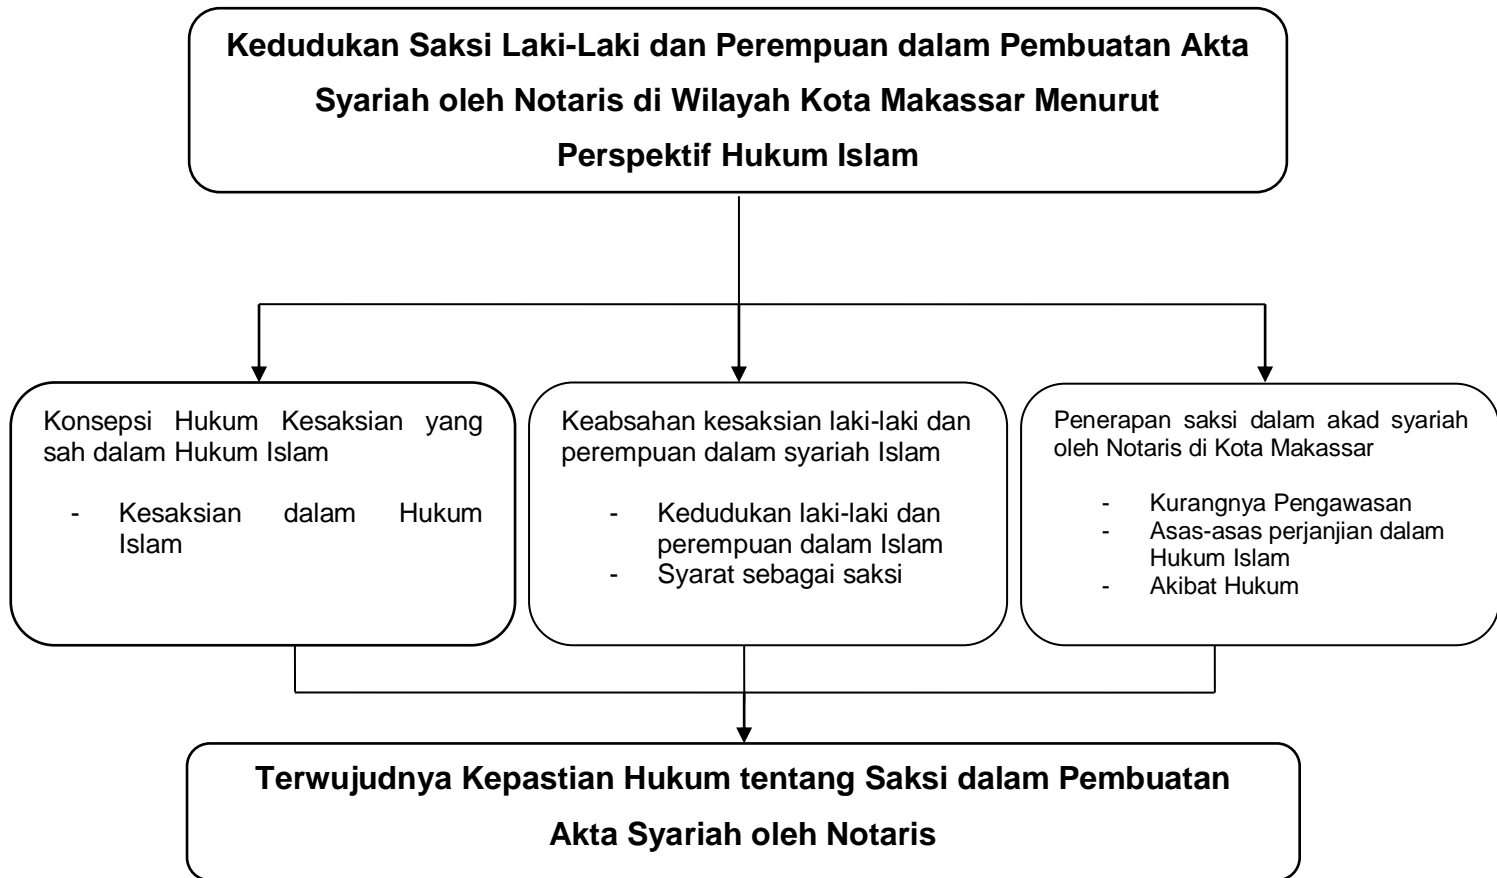 Kedudukan Saksi Laki-Laki dan Perempuan dalam Pembuatan Akta
Syariah oleh Notaris di Wilayah Kota Makassar Menurut
Perspektif Hukum Islam
Konsepsi Hukum Kesaksian yang
sah dalam Hukum Islam
- Kesaksian dalam Hukum
Islam
Keabsahan kesaksian laki-laki dan
perempuan dalam syariah Islam
- Kedudukan laki-laki dan
perempuan dalam Islam
- Syarat sebagai saksi
Penerapan saksi dalam akad syariah
oleh Notaris di Kota Makassar
- Kurangnya Pengawasan
- Asas-asas perjanjian dalam
Hukum Islam
- Akibat Hukum
Terwujudnya Kepastian Hukum tentang Saksi dalam Pembuatan
Akta Syariah oleh Notaris